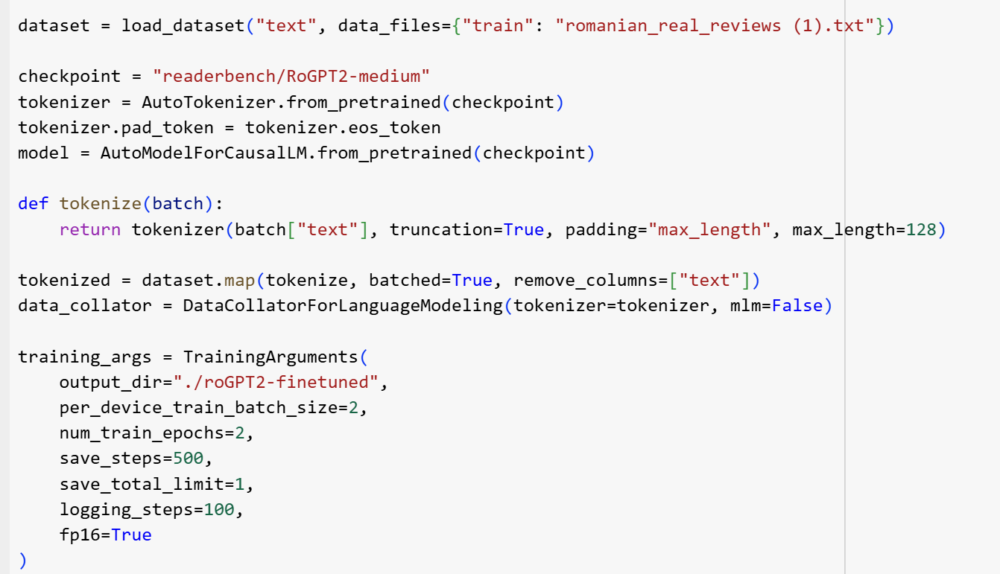 dataset = load_dataset("text", data_files={"train": "romanian_real_reviews (1).txt"})
checkpoint = "readerbench/RoGPT2-medium"
tokenizer = AutoTokenizer.from_pretrained(checkpoint)
tokenizer.pad_token = tokenizer.eos_token
model = AutoModelForCausalLM.from_pretrained(checkpoint)
def tokenize(batch):
    return tokenizer(batch["text"], truncation=True, padding="max_length", max_length=128)
tokenized = dataset.map(tokenize, batched=True, remove_columns=["text"])
data_collator = DataCollatorForLanguageModeling(tokenizer=tokenizer, mlm=False)
training_args = TrainingArguments(
    output_dir="./roGPT2-finetuned",
    per_device_train_batch_size=2,
    num_train_epochs=2,
    save_steps=500,
    save_total_limit=1,
    logging_steps=100,
    fp16=True
)